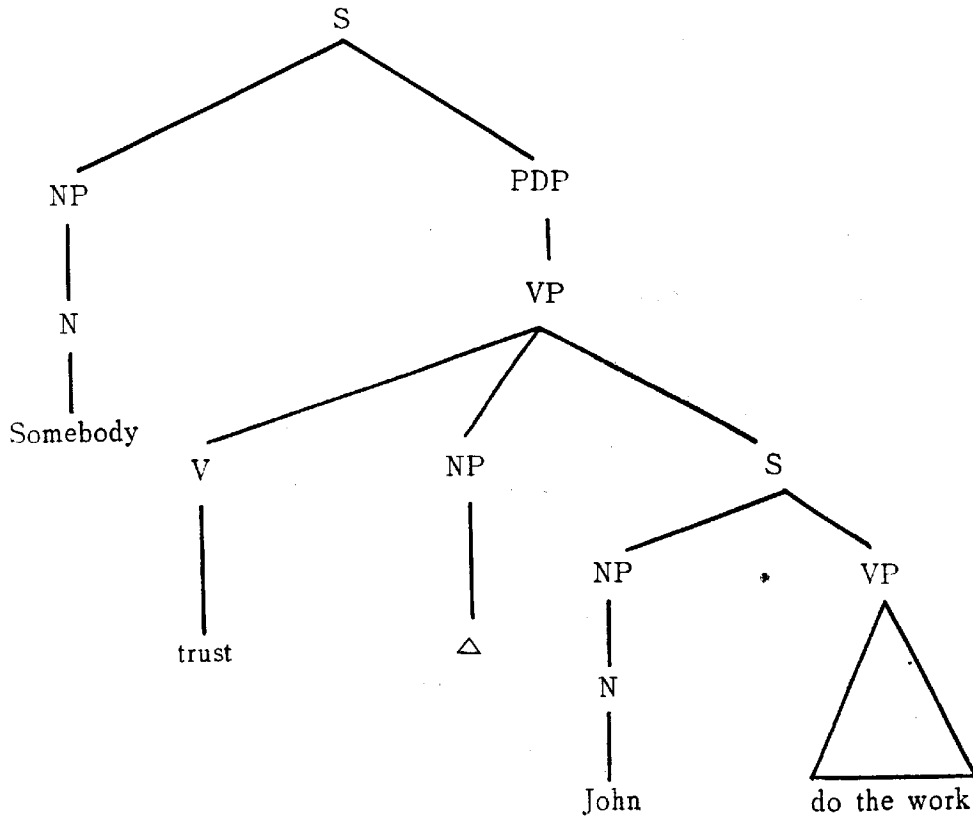 S
NP PDP
VP
N
Somebody
V NP S
NP VP
trust △
N
John do the work